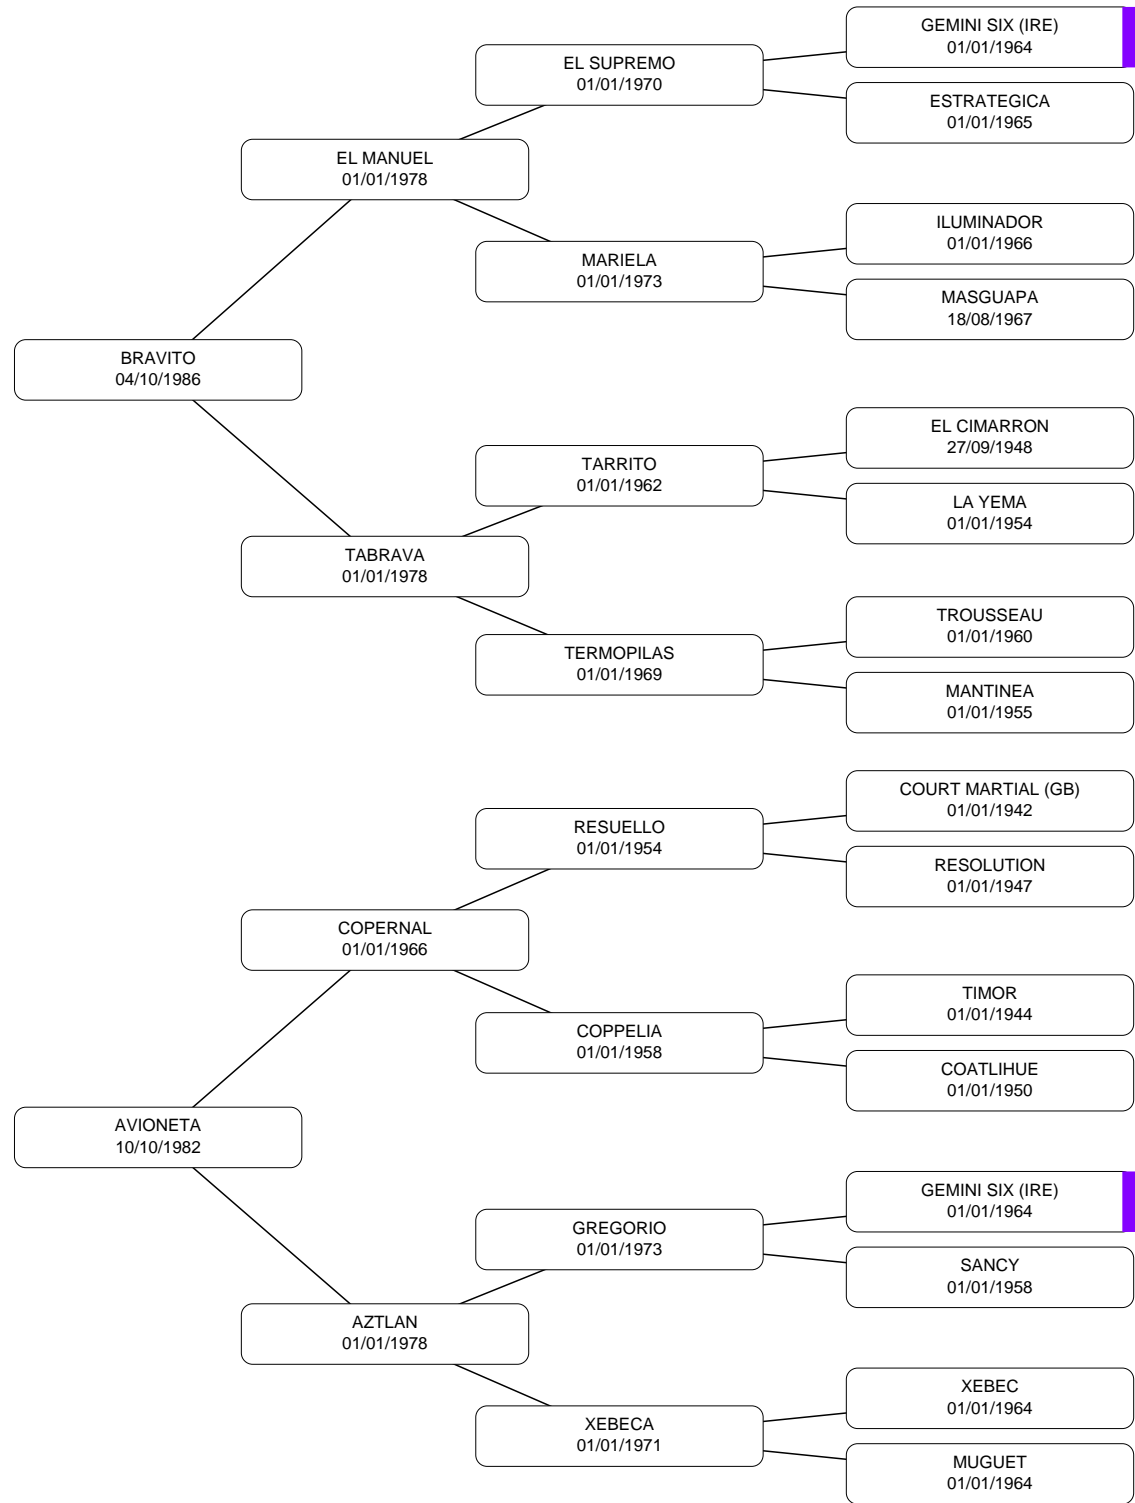 GEMINI SIX (IRE)
01/01/1964
EL SUPREMO
01/01/1970
ESTRATEGICA
01/01/1965
EL MANUEL
01/01/1978
ILUMINADOR
01/01/1966
MARIELA
01/01/1973
MASGUAPA
18/08/1967
BRAVITO
04/10/1986
EL CIMARRON
27/09/1948
TARRITO
01/01/1962
LA YEMA
01/01/1954
TABRAVA
01/01/1978
TROUSSEAU
01/01/1960
TERMOPILAS
01/01/1969
MANTINEA
01/01/1955
COURT MARTIAL (GB)
01/01/1942
RESUELLO
01/01/1954
RESOLUTION
01/01/1947
COPERNAL
01/01/1966
TIMOR
01/01/1944
COPPELIA
01/01/1958
COATLIHUE
01/01/1950
AVIONETA
10/10/1982
GEMINI SIX (IRE)
01/01/1964
GREGORIO
01/01/1973
SANCY
01/01/1958
AZTLAN
01/01/1978
XEBEC
01/01/1964
XEBECA
01/01/1971
MUGUET
01/01/1964